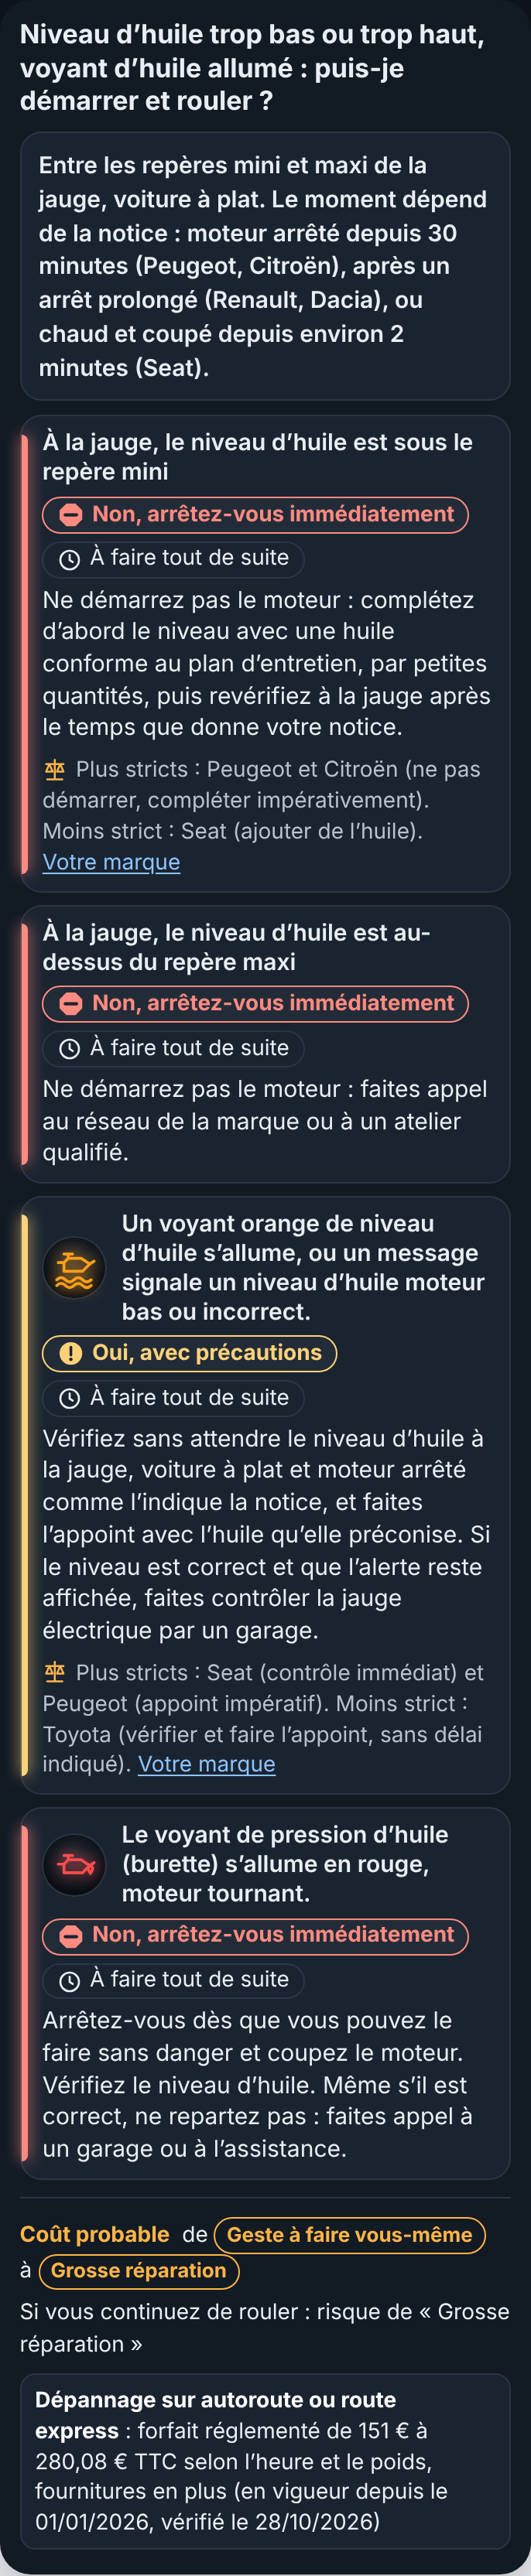 Niveau d’huile trop bas ou trop haut,
voyant d’huile allumé : puis-je
démarrer et rouler ?
Entre les repères mini et maxi de la
jauge, voiture à plat. Le moment dépend
de la notice : moteur arrêté depuis 30
minutes (Peugeot, Citroën), après un
arrêt prolongé (Renault, Dacia), ou
chaud et coupé depuis environ 2
minutes (Seat).
À la jauge, le niveau d’huile est sous le
repère mini
Non, arrêtez-vous immédiatement
À faire tout de suite
Ne démarrez pas le moteur : complétez
d’abord le niveau avec une huile
conforme au plan d’entretien, par petites
quantités, puis revérifiez à la jauge après
le temps que donne votre notice.
Plus stricts : Peugeot et Citroën (ne pas
démarrer, compléter impérativement).
Moins strict : Seat (ajouter de l’huile).
Votre marque
À la jauge, le niveau d’huile est au-
dessus du repère maxi
Non, arrêtez-vous immédiatement
À faire tout de suite
Ne démarrez pas le moteur : faites appel
au réseau de la marque ou à un atelier
qualifié.
Un voyant orange de niveau
d’huile s’allume, ou un message
signale un niveau d’huile moteur
bas ou incorrect.
Oui, avec précautions
À faire tout de suite
Vérifiez sans attendre le niveau d’huile à
la jauge, voiture à plat et moteur arrêté
comme l’indique la notice, et faites
l’appoint avec l’huile qu’elle préconise. Si
le niveau est correct et que l’alerte reste
affichée, faites contrôler la jauge
électrique par un garage.
Plus stricts : Seat (contrôle immédiat) et
Peugeot (appoint impératif). Moins strict :
Toyota (vérifier et faire l’appoint, sans délai
indiqué). Votre marque
Le voyant de pression d’huile
(burette) s’allume en rouge,
moteur tournant.
Non, arrêtez-vous immédiatement
À faire tout de suite
Arrêtez-vous dès que vous pouvez le
faire sans danger et coupez le moteur.
Vérifiez le niveau d’huile. Même s’il est
correct, ne repartez pas : faites appel à
un garage ou à l’assistance.
Coût probable de Geste à faire vous-même
à Grosse réparation
Si vous continuez de rouler : risque de « Grosse
réparation »
Dépannage sur autoroute ou route
express : forfait réglementé de 151 € à
280,08 € TTC selon l’heure et le poids,
fournitures en plus (en vigueur depuis le
01/01/2026, vérifié le 28/10/2026)